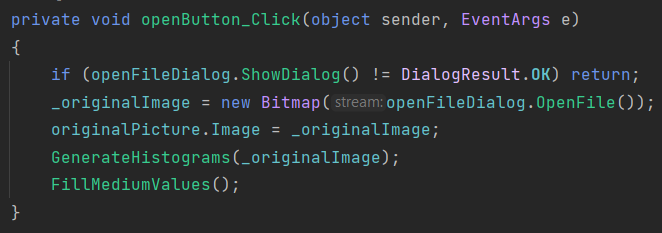 private void openButton_Click(object sender, EventArgs e)
{
    if (openFileDialog.ShowDialog() != DialogResult.OK) return;
    _originalImage = new Bitmap(stream: openFileDialog.OpenFile());
    originalPicture.Image = _originalImage;
    GenerateHistograms(_originalImage);
    FillMediumValues();
}